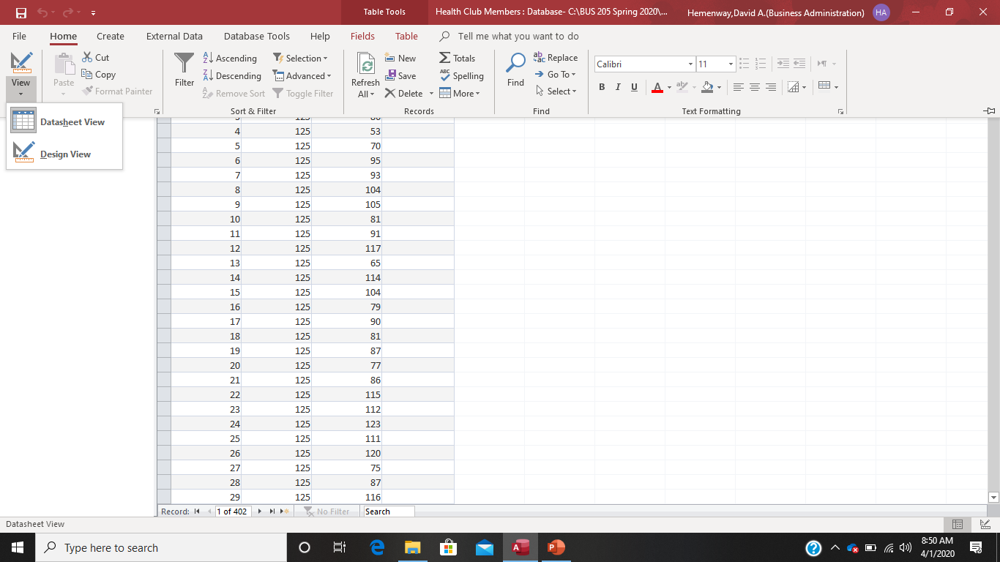 Table Tools
Health Club Members : Database- C:\BUS 205 Spring 2020\...
Hemenway,David A.(Business Administration)
HA
File Home Create External Data Database Tools Help Fields Table Tell me what you want to do
View
Paste
Cut
Copy
Format Painter
Filter
Ascending
Descending
Remove Sort
Selection
Advanced
Toggle Filter
Sort & Filter
Refresh
All
New
Save
Delete
Totals
Spelling
More
Records
Find
Replace
Go To
Select
Find
Calibri 11
B I U A
Text Formatting
Datasheet View
Design View
4 125 53
5 125 70
6 125 95
7 125 93
8 125 104
9 125 105
10 125 81
11 125 91
12 125 117
13 125 65
14 125 114
15 125 104
16 125 79
17 125 90
18 125 81
19 125 87
20 125 77
21 125 86
22 125 115
23 125 112
24 125 123
25 125 111
26 125 120
27 125 75
28 125 87
29 125 116
Record: 1 of 402 No Filter Search
Datasheet View
Type here to search
8:50 AM
4/1/2020